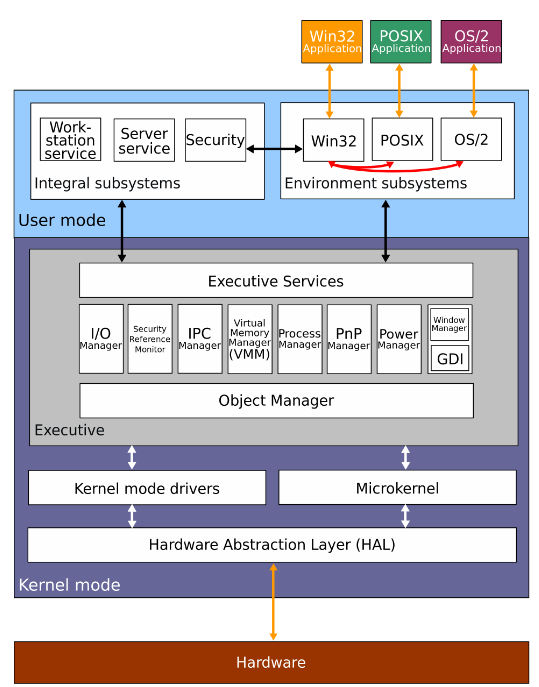 Win32
Application
POSIX
Application
OS/2
Application
Work-
station
service
Server
service
Security
Integral subsystems
Win32
POSIX
OS/2
Environment subsystems
User mode
Executive Services
I/O
Manager
Security
Reference
Monitor
IPC
Manager
Virtual
Memory
Manager
(VMM)
Process
Manager
PnP
Manager
Power
Manager
Window
Manager
GDI
Object Manager
Executive
Kernel mode drivers
Microkernel
Hardware Abstraction Layer (HAL)
Kernel mode
Hardware